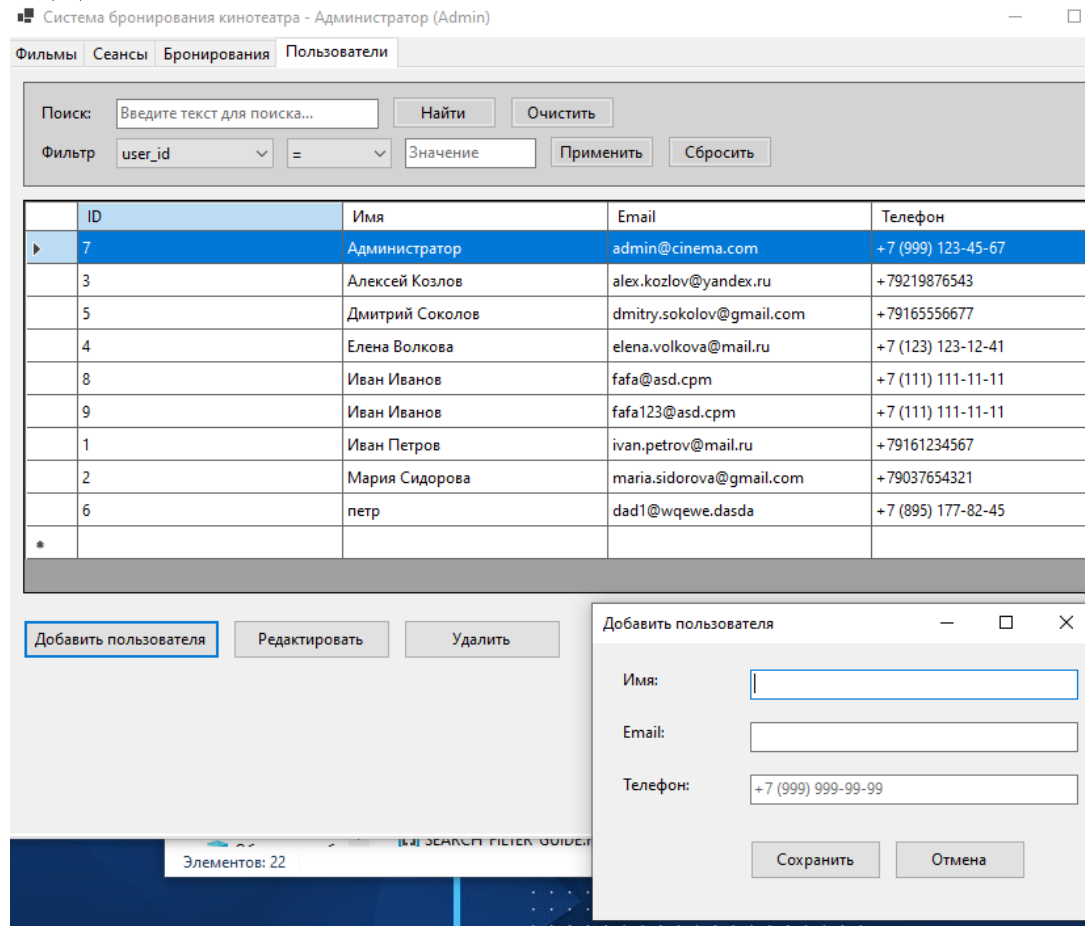 Система бронирования кинотеатра - Администратор (Admin)
Фильмы Сеансы Бронирования Пользователи
Поиск: Введите текст для поиска... Найти Очистить
Фильтр user_id = Значение Применить Сбросить
ID Имя Email Телефон
7 Администратор admin@cinema.com +7 (999) 123-45-67
3 Алексей Козлов alex.kozlov@yandex.ru +79219876543
5 Дмитрий Соколов dmitry.sokolov@gmail.com +79165556677
4 Елена Волкова elena.volkova@mail.ru +7 (123) 123-12-41
8 Иван Иванов fafa@asd.cpm +7 (111) 111-11-11
9 Иван Иванов fafa123@asd.cpm +7 (111) 111-11-11
1 Иван Петров ivan.petrov@mail.ru +79161234567
2 Мария Сидорова maria.sidorova@gmail.com +79037654321
6 петр dad1@wqewe.dasda +7 (895) 177-82-45
Добавить пользователя Редактировать Удалить
Добавить пользователя
Имя:
Email:
Телефон: +7 (999) 999-99-99
Сохранить Отмена
SEARCH FILTER GUIDE
Элементов: 22